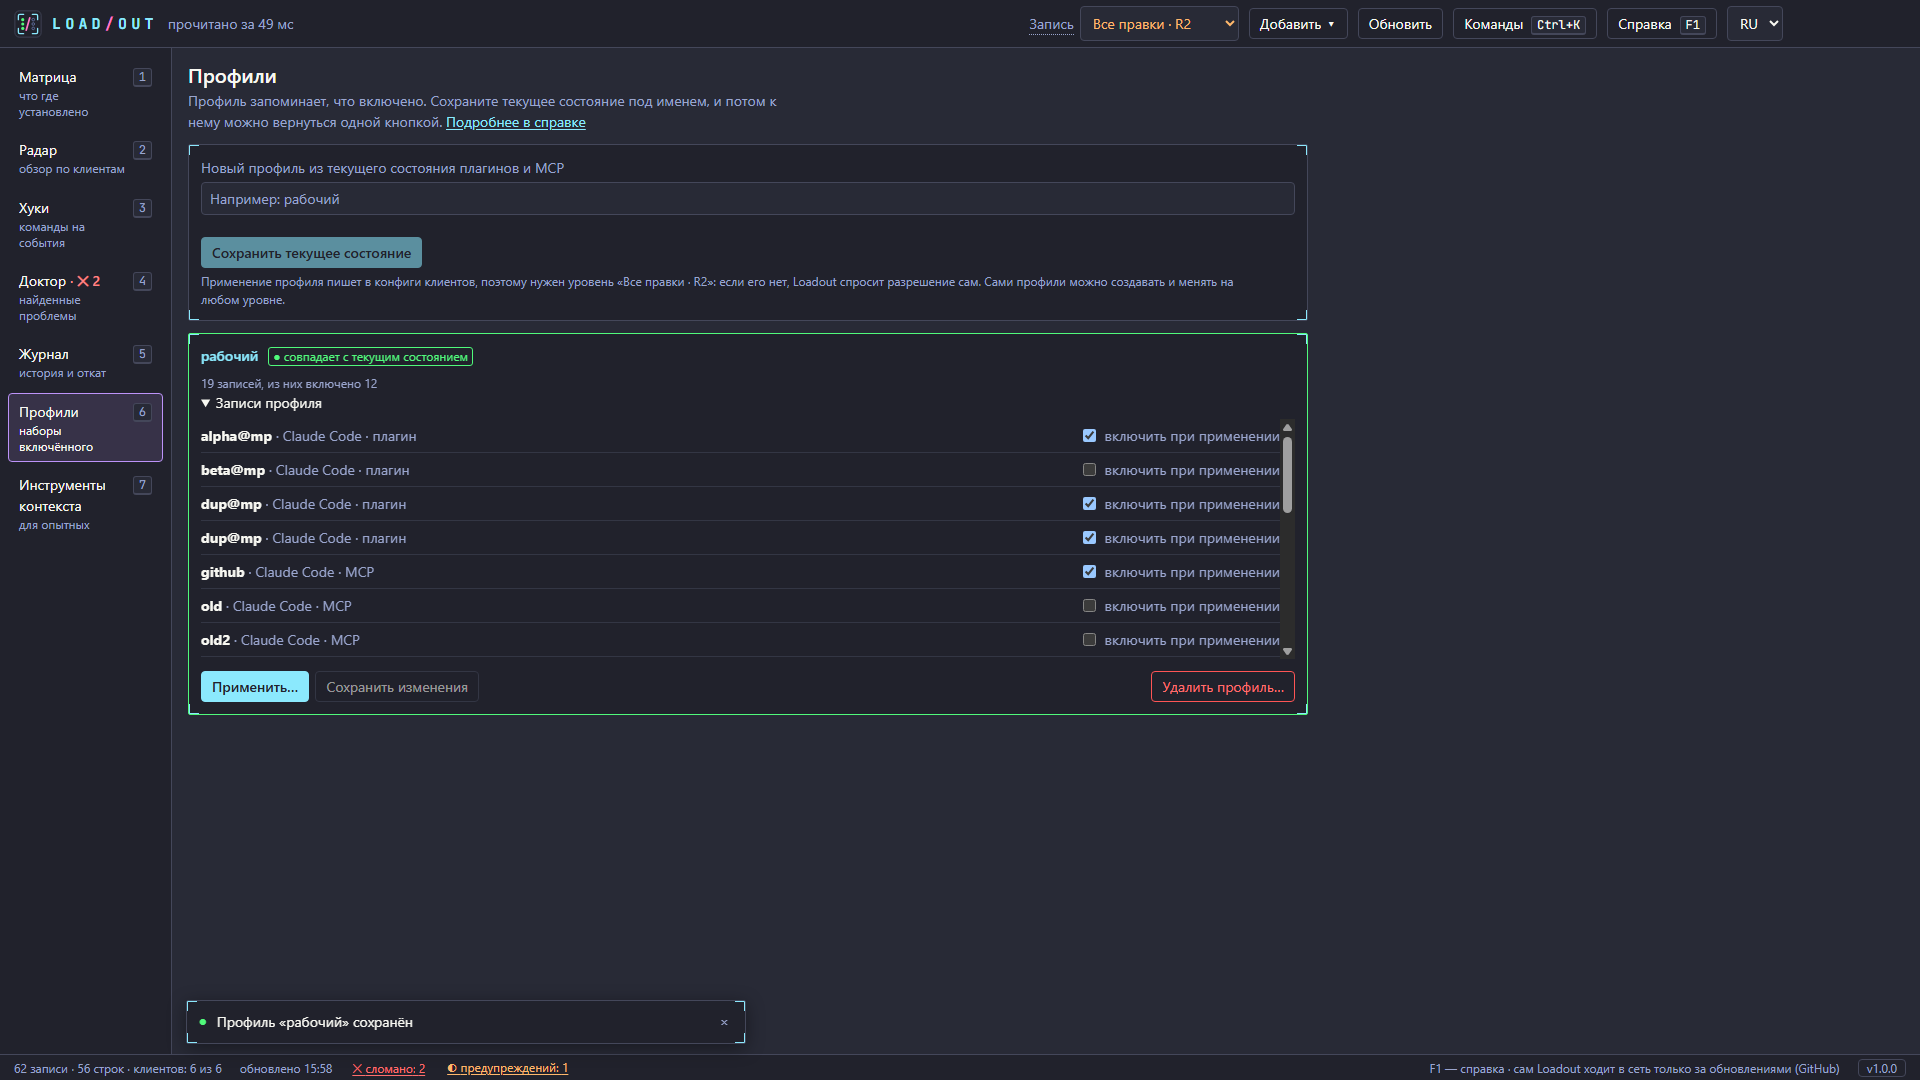 LOAD/OUT прочитано за 49 мс
Запись Все правки · R2 Добавить ▾ Обновить Команды Ctrl+K Справка F1 RU
Матрица 1
что где
установлено
Радар 2
обзор по клиентам
Хуки 3
команды на
события
Доктор · ✕ 2 4
найденные
проблемы
Журнал 5
история и откат
Профили 6
наборы
включённого
Инструменты 7
контекста
для опытных
Профили
Профиль запоминает, что включено. Сохраните текущее состояние под именем, и потом к
нему можно вернуться одной кнопкой. Подробнее в справке
Новый профиль из текущего состояния плагинов и MCP
Например: рабочий
Сохранить текущее состояние
Применение профиля пишет в конфиги клиентов, поэтому нужен уровень «Все правки · R2»: если его нет, Loadout спросит разрешение сам. Сами профили можно создавать и менять на
любом уровне.
рабочий ● совпадает с текущим состоянием
19 записей, из них включено 12
▼ Записи профиля
alpha@mp · Claude Code · плагин включить при применении
beta@mp · Claude Code · плагин включить при применении
dup@mp · Claude Code · плагин включить при применении
dup@mp · Claude Code · плагин включить при применении
github · Claude Code · MCP включить при применении
old · Claude Code · MCP включить при применении
old2 · Claude Code · MCP включить при применении
Применить... Сохранить изменения Удалить профиль...
● Профиль «рабочий» сохранён ×
62 записи · 56 строк · клиентов: 6 из 6 обновлено 15:58 ✕ сломано: 2 ◐ предупреждений: 1
F1 — справка · сам Loadout ходит в сеть только за обновлениями (GitHub) v1.0.0